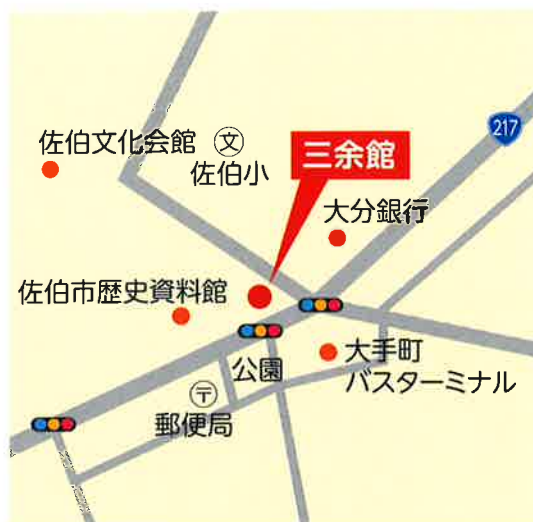 217
佐伯文化会館
文
佐伯小
三余館
大分銀行
佐伯市歴史資料館
公園
大手町
バスターミナル
〒
郵便局